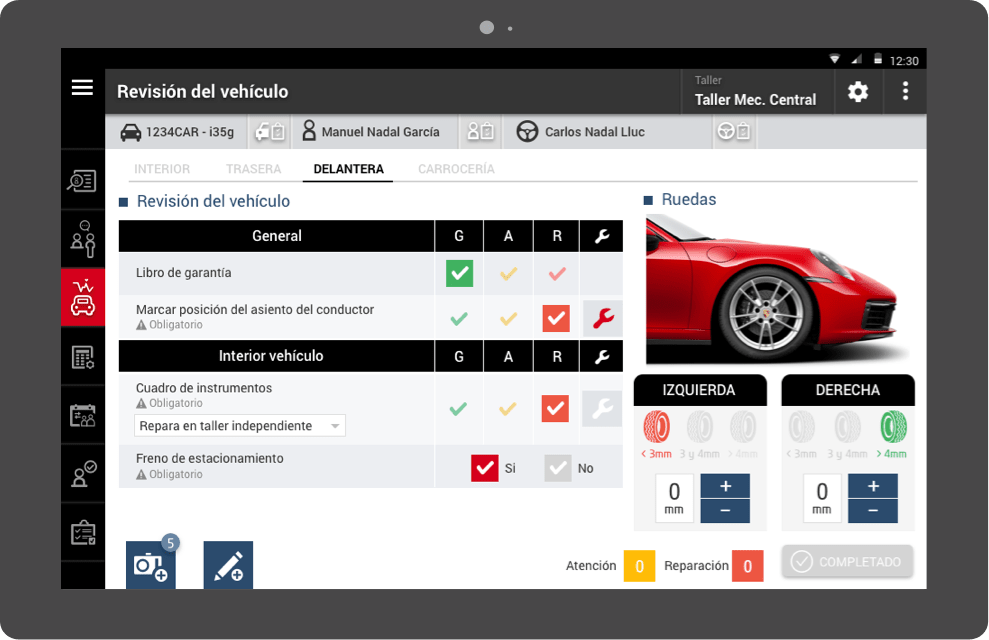 12:30
Revisión del vehículo
Taller
Taller Mec. Central
1234CAR - i35g
Manuel Nadal García
Carlos Nadal Lluc
INTERIOR
TRASERA
DELANTERA
CARROCERÍA
Revisión del vehículo
General G A R
Libro de garantía
Marcar posición del asiento del conductor
Obligatorio
Interior vehículo G A R
Cuadro de instrumentos
Obligatorio
Repara en taller independiente
Freno de estacionamiento
Obligatorio
Si No
Ruedas
IZQUIERDA
< 3mm 3 y 4mm > 4mm
0
mm
+
−
DERECHA
< 3mm 3 y 4mm > 4mm
0
mm
+
−
5
Atención 0 Reparación 0
COMPLETADO